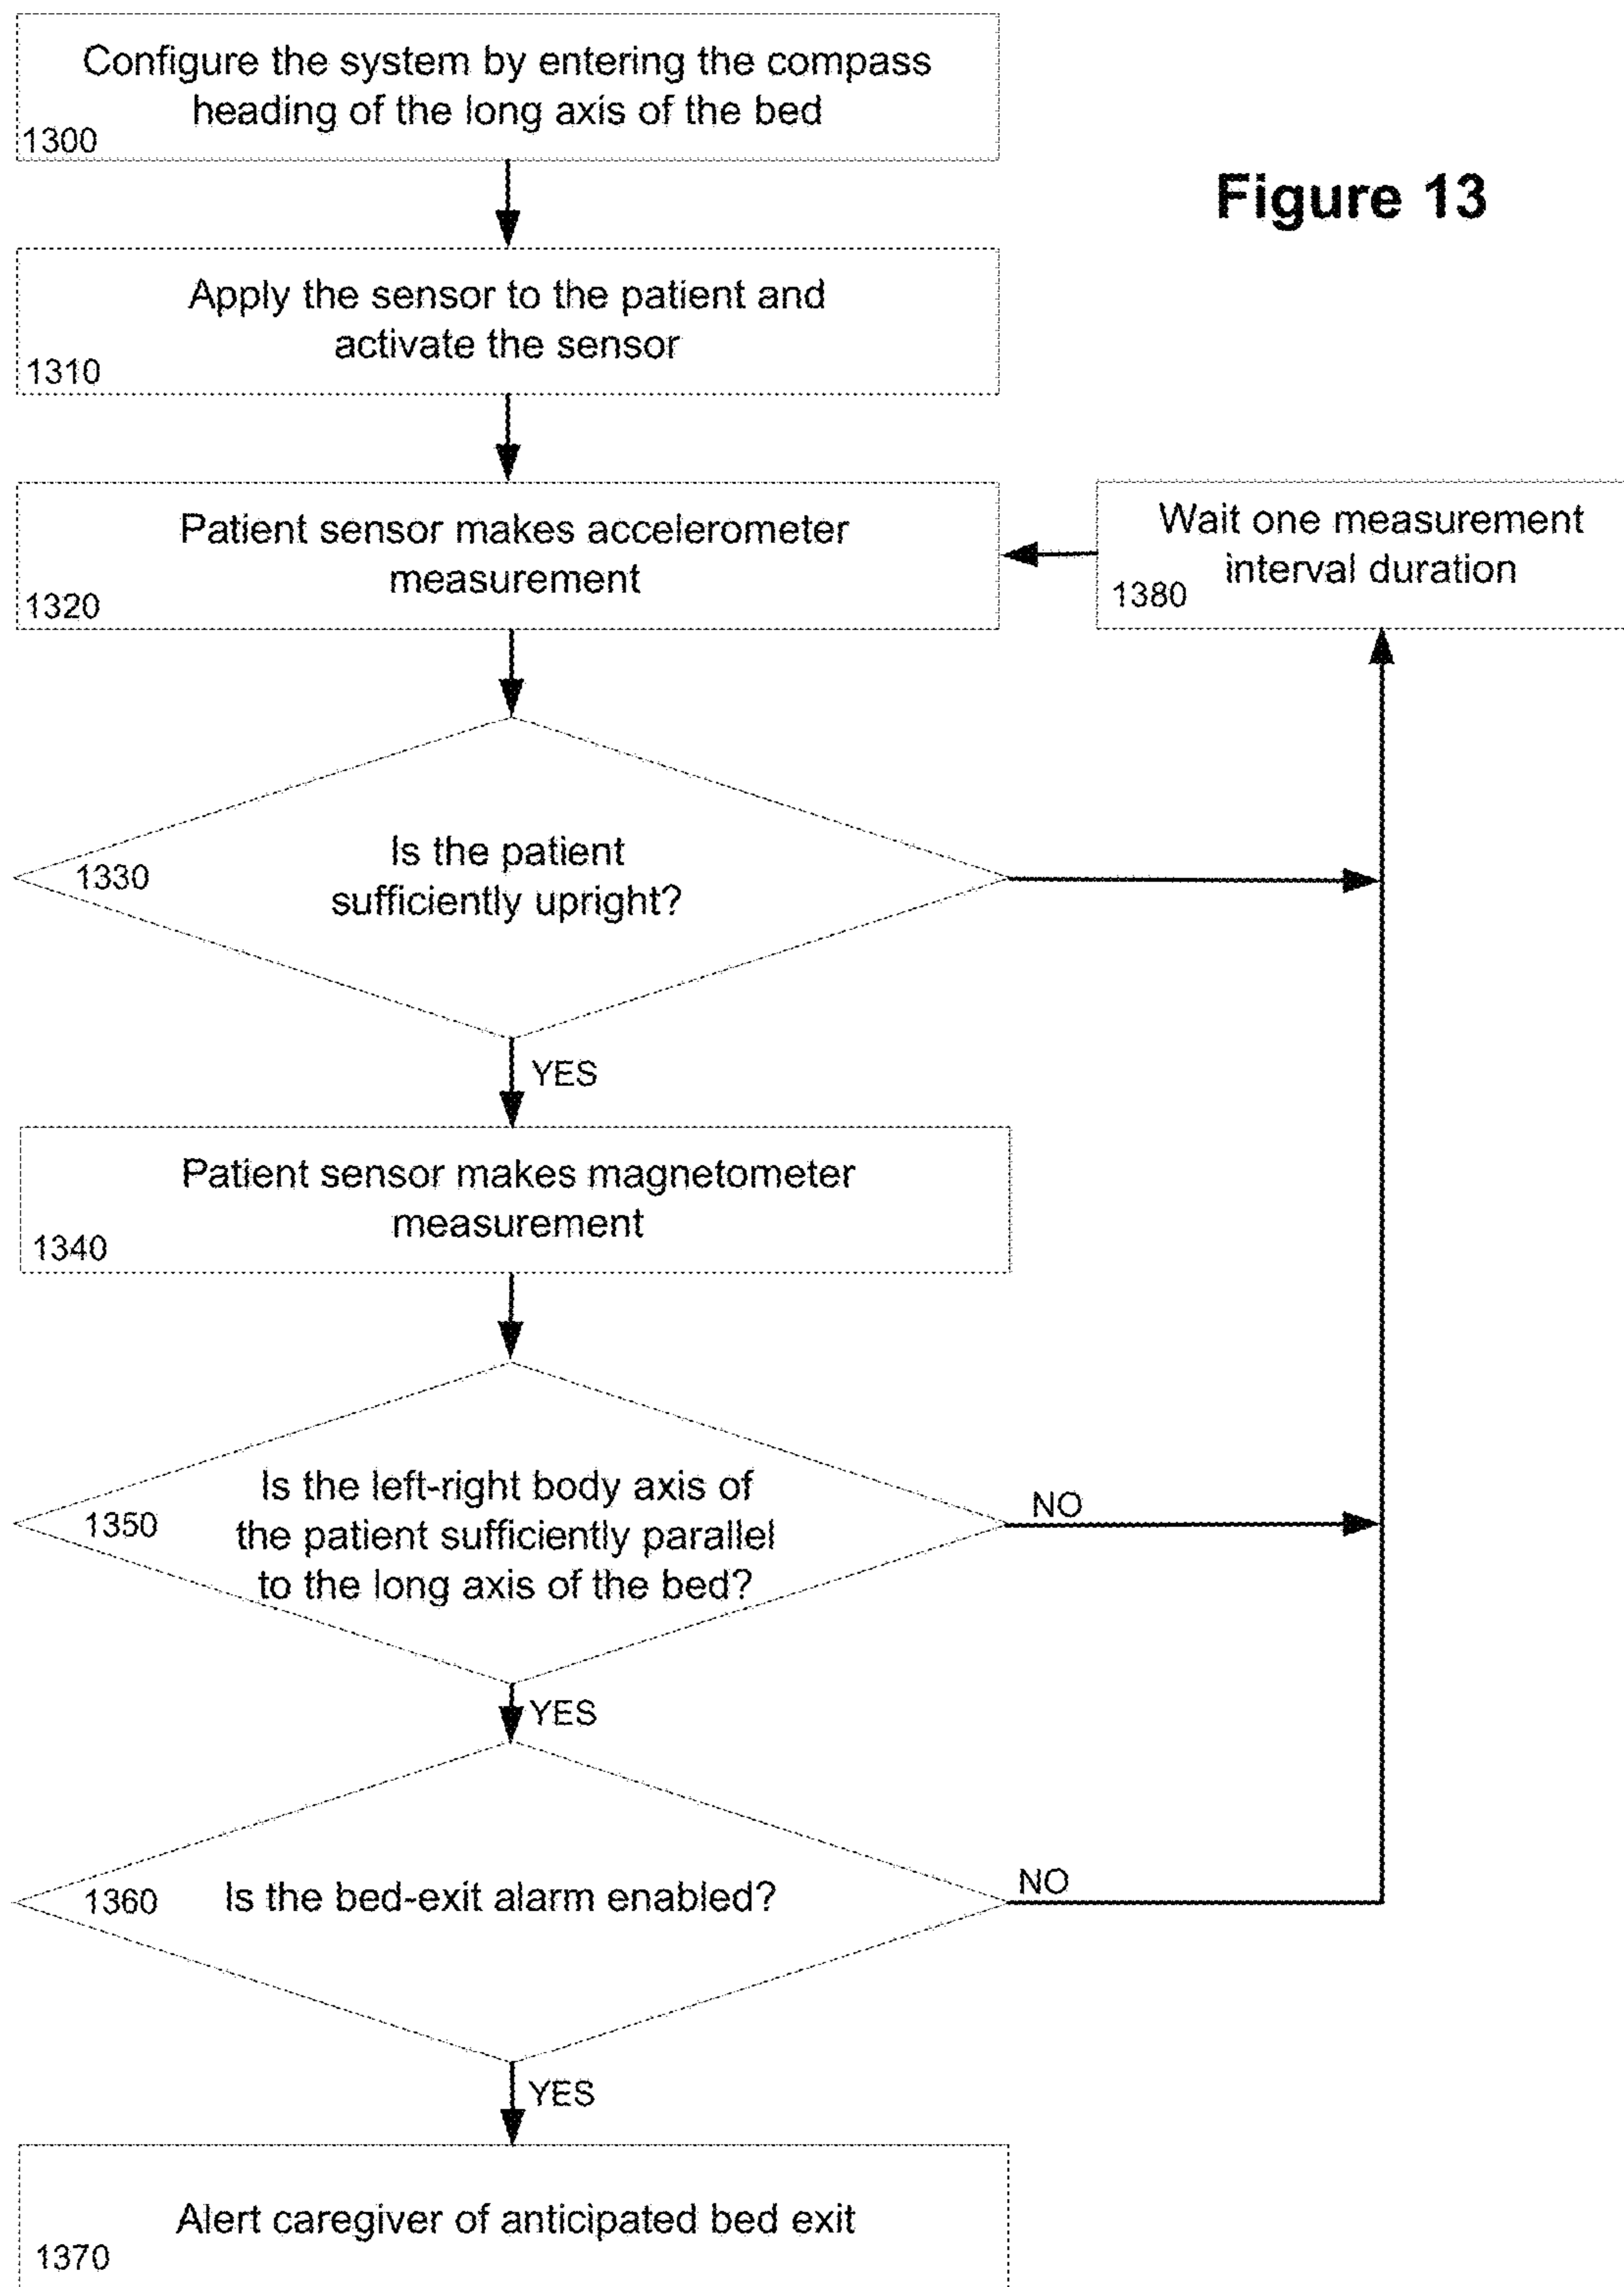 Configure the system by entering the compass
heading of the long axis of the bed
1300
Figure 13
Apply the sensor to the patient and
activate the sensor
1310
Patient sensor makes accelerometer
measurement
1320
Wait one measurement
interval duration
1380
Is the patient
sufficiently upright?
1330
YES
Patient sensor makes magnetometer
measurement
1340
Is the left-right body axis of
the patient sufficiently parallel
to the long axis of the bed?
1350
NO
YES
Is the bed-exit alarm enabled?
1360
NO
YES
Alert caregiver of anticipated bed exit
1370